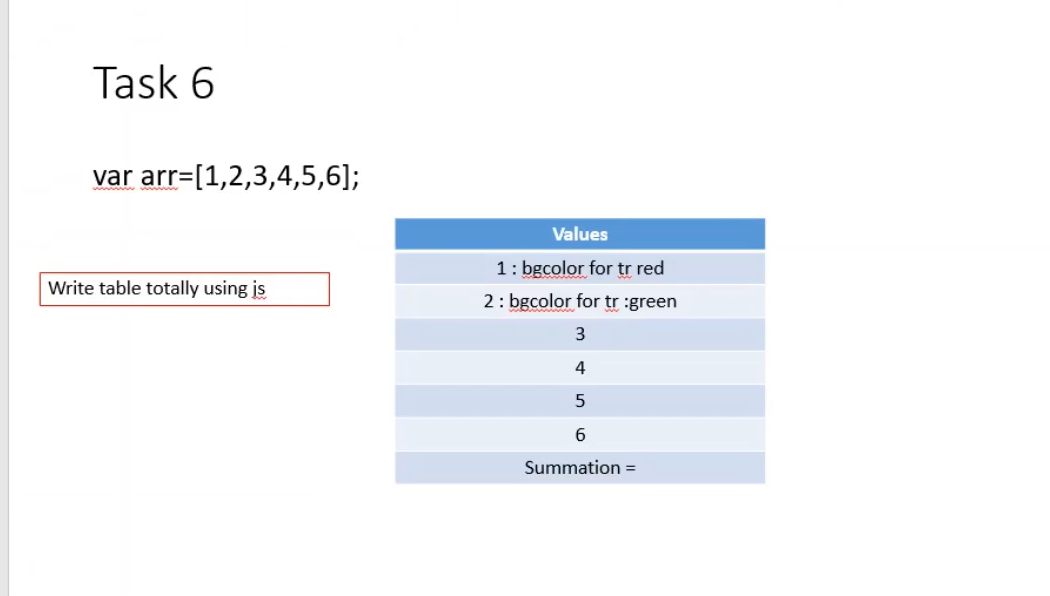 Task 6
var arr=[1,2,3,4,5,6];
Write table totally using js
Values
1 : bgcolor for tr red
2 : bgcolor for tr :green
3
4
5
6
Summation =